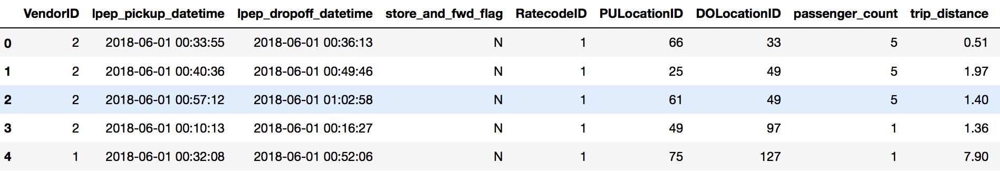 VendorID lpep_pickup_datetime lpep_dropoff_datetime store_and_fwd_flag RatecodeID PULocationID DOLocationID passenger_count trip_distance
0 2 2018-06-01 00:33:55 2018-06-01 00:36:13 N 1 66 33 5 0.51
1 2 2018-06-01 00:40:36 2018-06-01 00:49:46 N 1 25 49 5 1.97
2 2 2018-06-01 00:57:12 2018-06-01 01:02:58 N 1 61 49 5 1.40
3 2 2018-06-01 00:10:13 2018-06-01 00:16:27 N 1 49 97 1 1.36
4 1 2018-06-01 00:32:08 2018-06-01 00:52:06 N 1 75 127 1 7.90